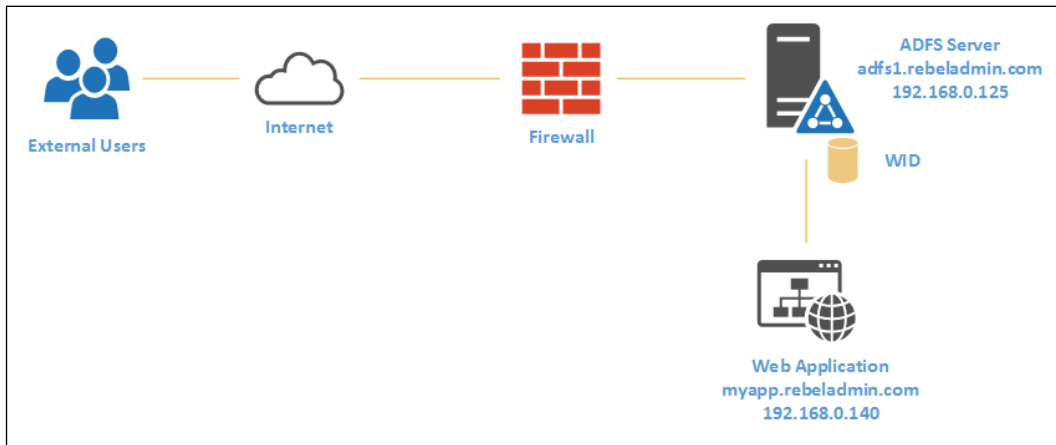 External Users
Internet
Firewall
ADFS Server
adfs1.rebeladmin.com
192.168.0.125
WID
Web Application
myapp.rebeladmin.com
192.168.0.140